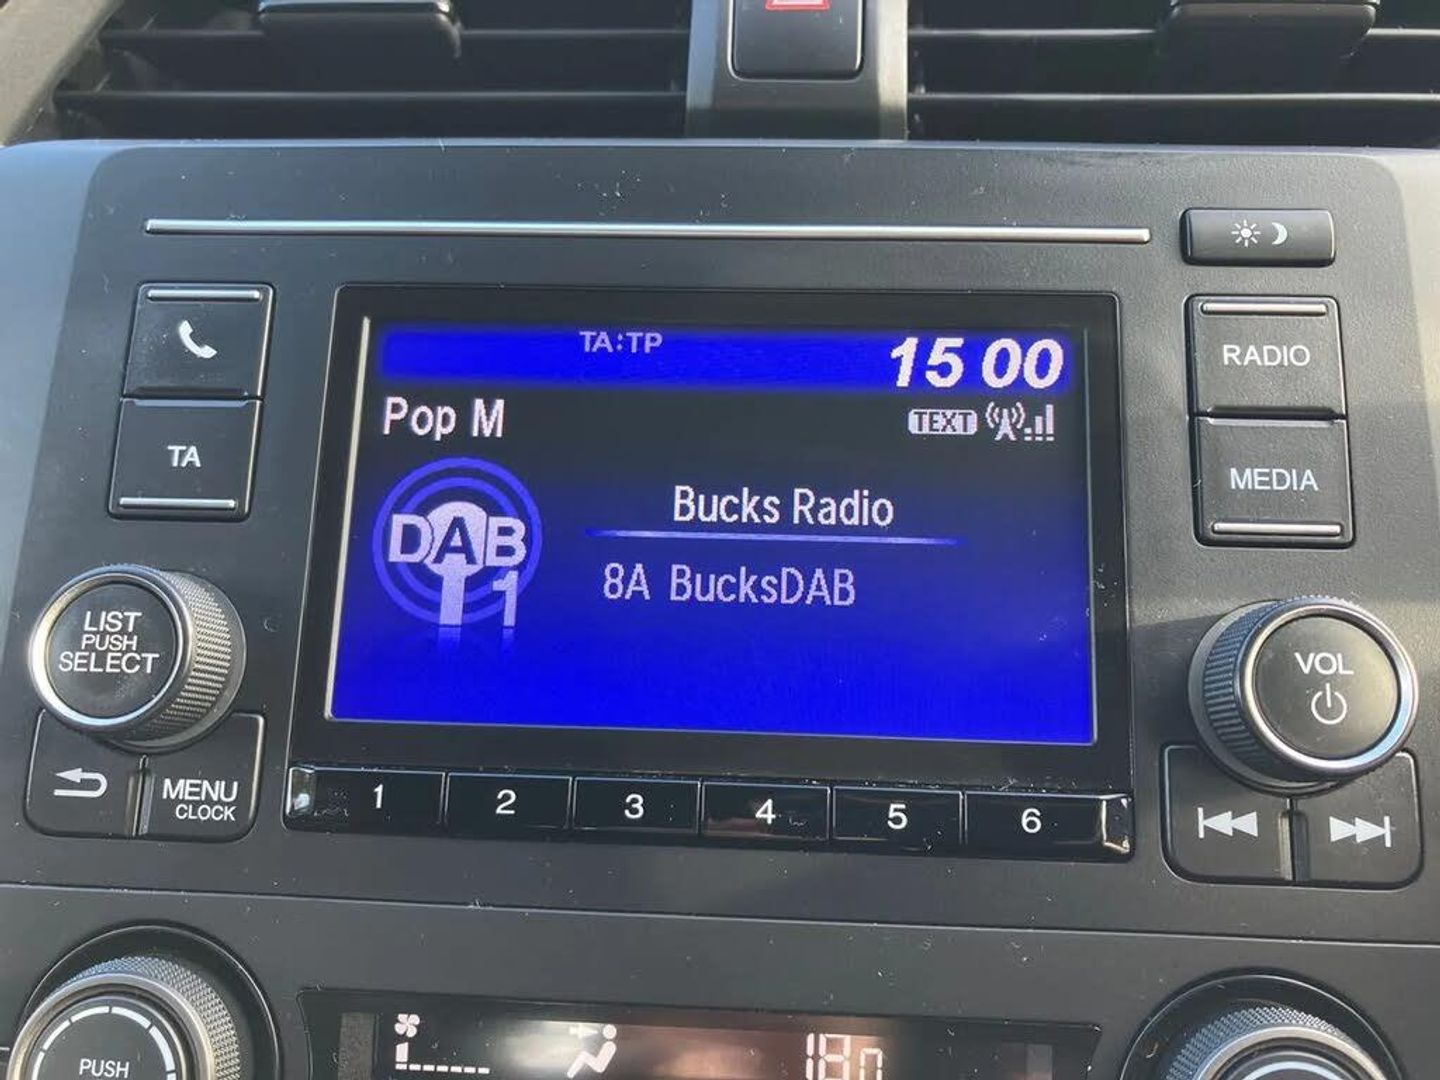 TA:TP
15 00
Pop M
TEXT
DAB
1
Bucks Radio
8A BucksDAB
TA
RADIO
MEDIA
LIST
PUSH
SELECT
VOL
MENU
CLOCK
1 2 3 4 5 6
PUSH